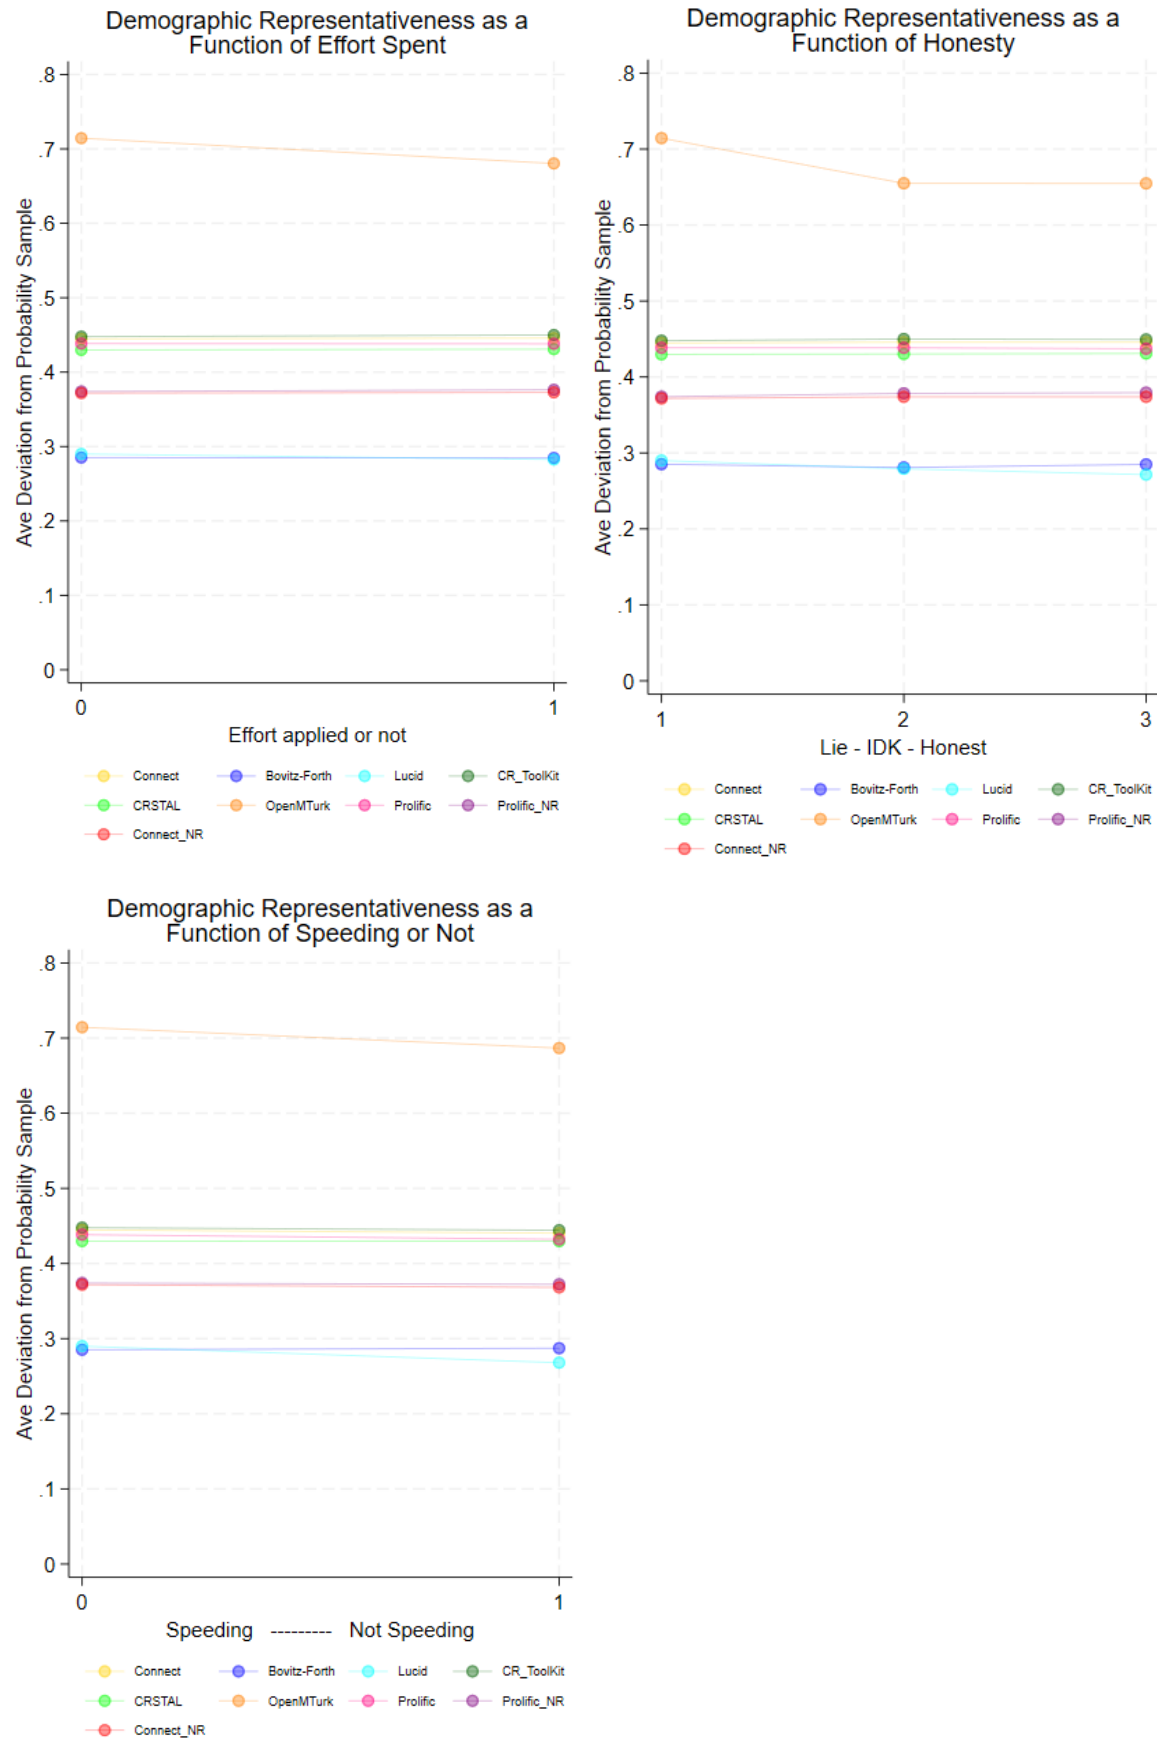 Demographic Representativeness as a
Function of Effort Spent
Ave Deviation from Probability Sample
.8
.7
.6
.5
.4
.3
.2
.1
0
0 1
Effort applied or not
Connect Bovitz-Forth Lucid CR_ToolKit
CRSTAL OpenMTurk Prolific Prolific_NR
Connect_NR
Demographic Representativeness as a
Function of Honesty
Ave Deviation from Probability Sample
.8
.7
.6
.5
.4
.3
.2
.1
0
1 2 3
Lie - IDK - Honest
Connect Bovitz-Forth Lucid CR_ToolKit
CRSTAL OpenMTurk Prolific Prolific_NR
Connect_NR
Demographic Representativeness as a
Function of Speeding or Not
Ave Deviation from Probability Sample
.8
.7
.6
.5
.4
.3
.2
.1
0
0 1
Speeding --------- Not Speeding
Connect Bovitz-Forth Lucid CR_ToolKit
CRSTAL OpenMTurk Prolific Prolific_NR
Connect_NR